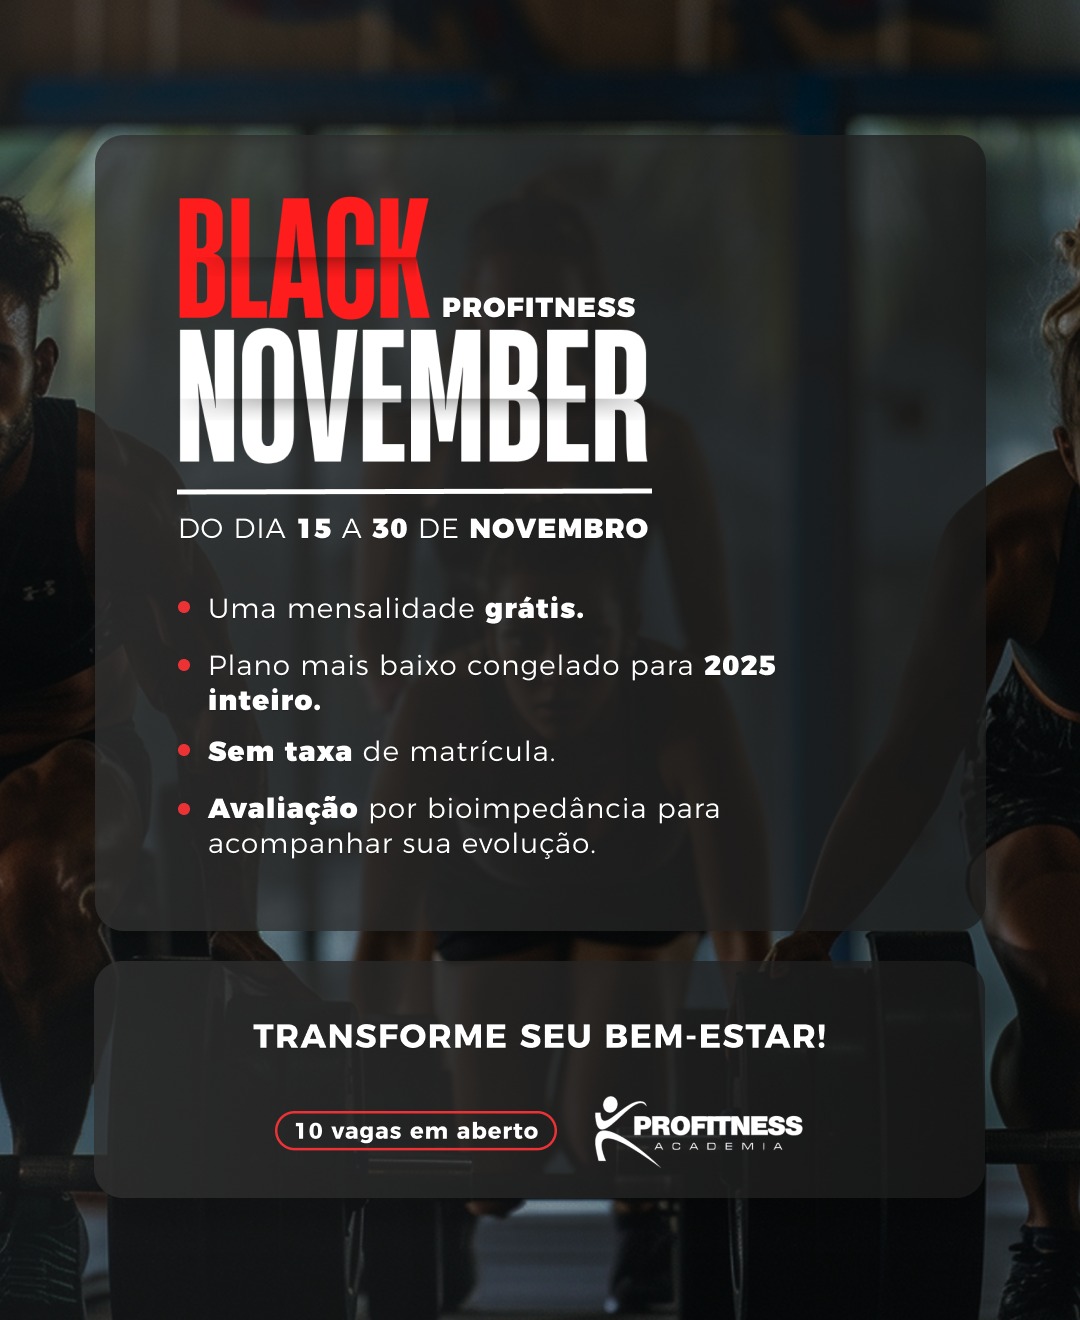 BLACK
PROFITNESS
NOVEMBER
DO DIA 15 A 30 DE NOVEMBRO
Uma mensalidade grátis.
Plano mais baixo congelado para 2025
inteiro.
Sem taxa de matrícula.
Avaliação por bioimpedância para
acompanhar sua evolução.
TRANSFORME SEU BEM-ESTAR!
10 vagas em aberto
PROFITNESS
ACADEMIA